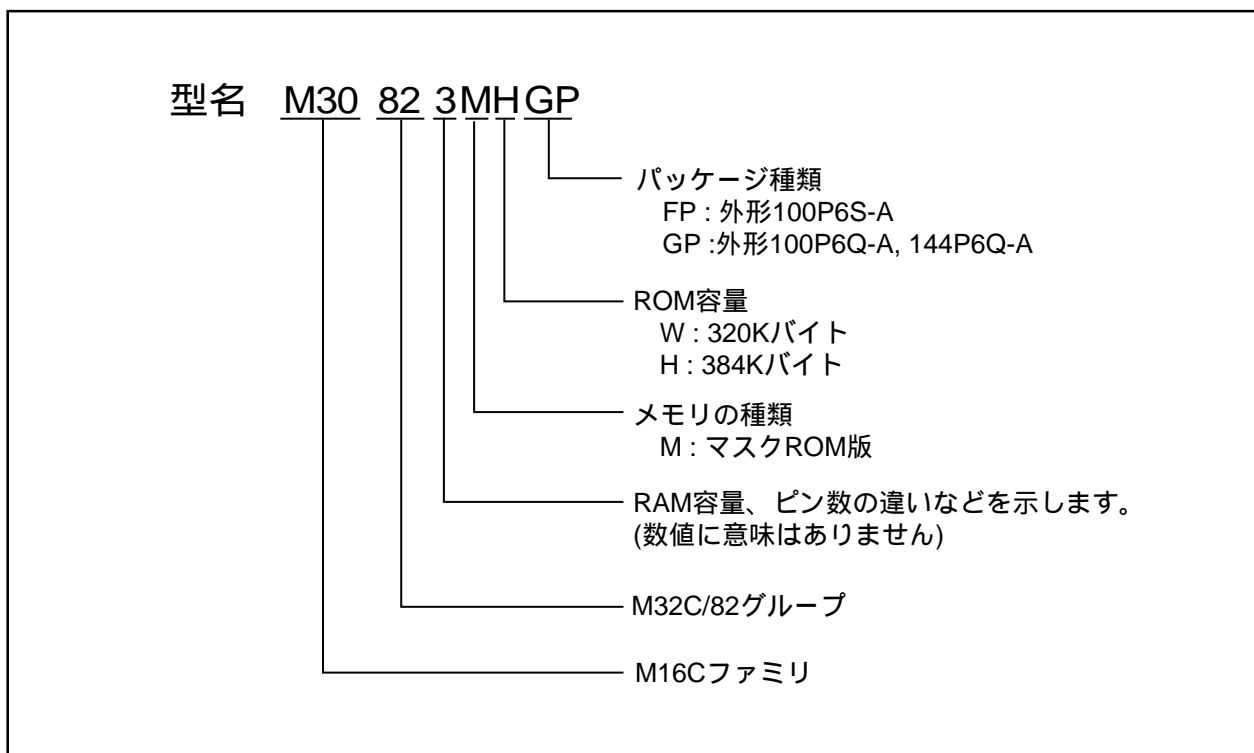 型名 M30 82 3 M H GP
パッケージ種類
FP : 外形100P6S-A
GP :外形100P6Q-A, 144P6Q-A
ROM容量
W : 320Kバイト
H : 384Kバイト
メモリの種類
M : マスクROM版
RAM容量、ピン数の違いなどを示します。
(数値に意味はありません)
M32C/82グループ
M16Cファミリ